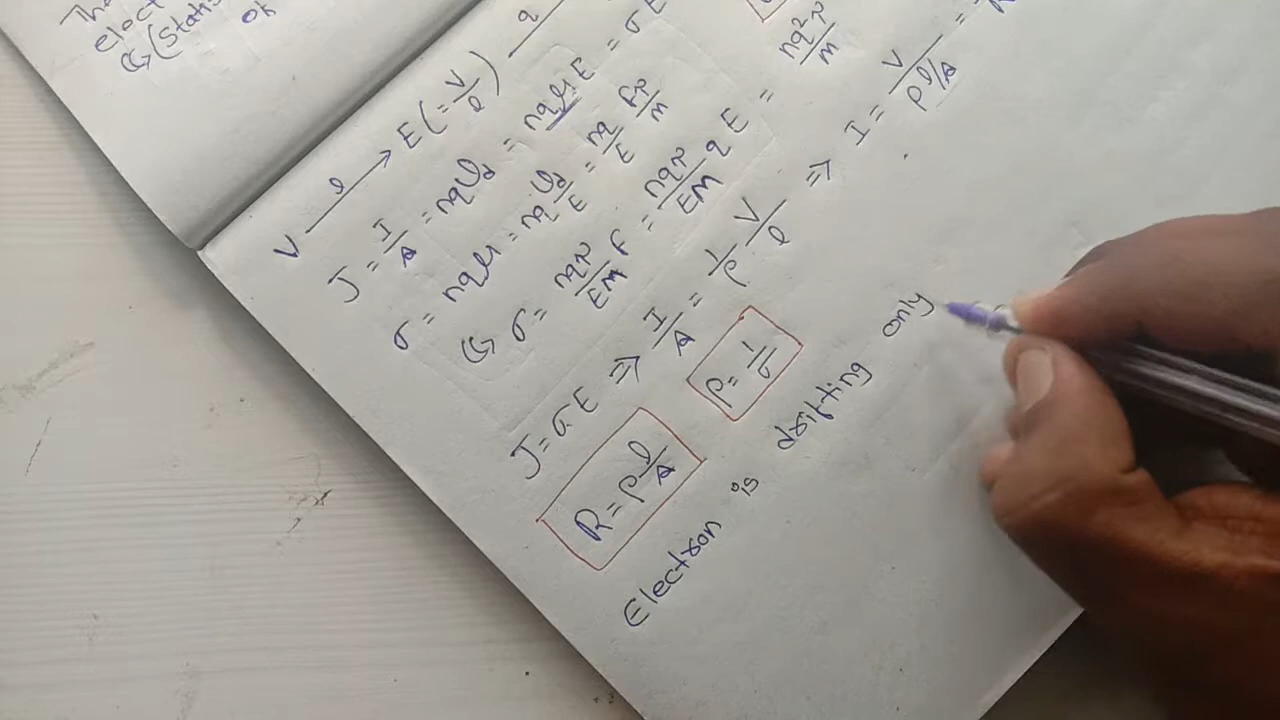 elect
V —l→ E (= V/l) q
J = I/A = nqv_d = nqμE = σE
σ = nqμ = nq v_d/E = nq/E Fτ/m
↳ σ = nqτ/Em F = nqτ/Em qE = nq²τ/m
J = σE ⇒ I/A = 1/ρ V/l ⇒ I = V/ρl/A =
R = ρ l/A
ρ = 1/σ
Electron is drifting only